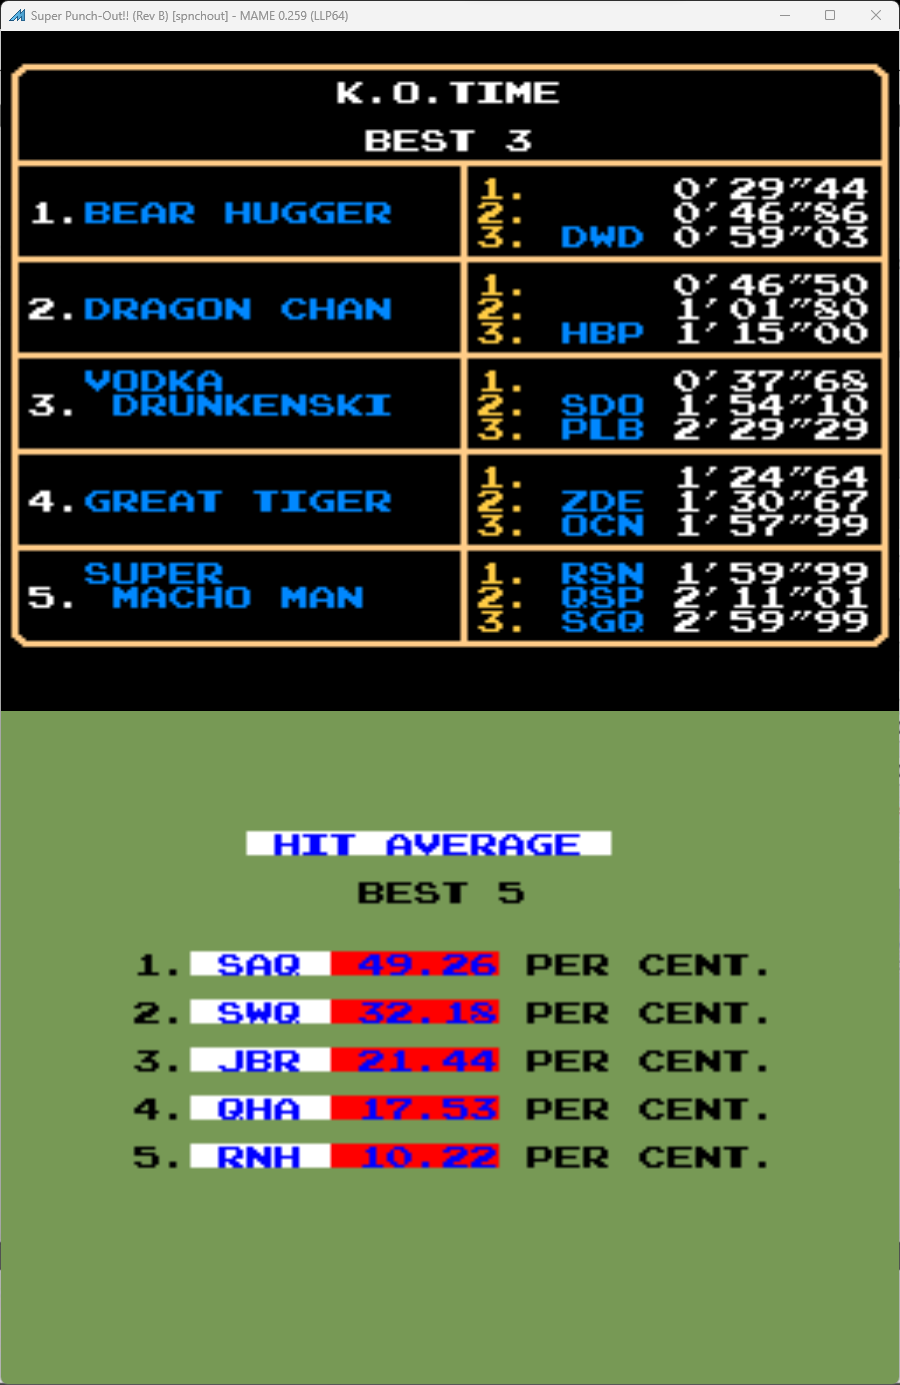 Super Punch-Out!! (Rev B) [spnchout] - MAME 0.259 (LLP64)
K.O.TIME
BEST 3
1.BEAR HUGGER
1. 0'29"44
2. 0'46"86
3. DWD 0'59"03
2.DRAGON CHAN
1. 0'46"50
2. 1'01"80
3. HBP 1'15"00
3. VODKA
DRUNKENSKI
1. 0'37"68
2. SDO 1'54"10
3. PLB 2'29"29
4.GREAT TIGER
1. 1'24"64
2. ZDE 1'30"67
3. OCN 1'57"99
5. SUPER
MACHO MAN
1. RSN 1'59"99
2. QSP 2'11"01
3. SGQ 2'59"99
HIT AVERAGE
BEST 5
1. SAQ 49.26 PER CENT.
2. SWQ 32.18 PER CENT.
3. JBR 21.44 PER CENT.
4. QHA 17.53 PER CENT.
5. RNH 10.22 PER CENT.